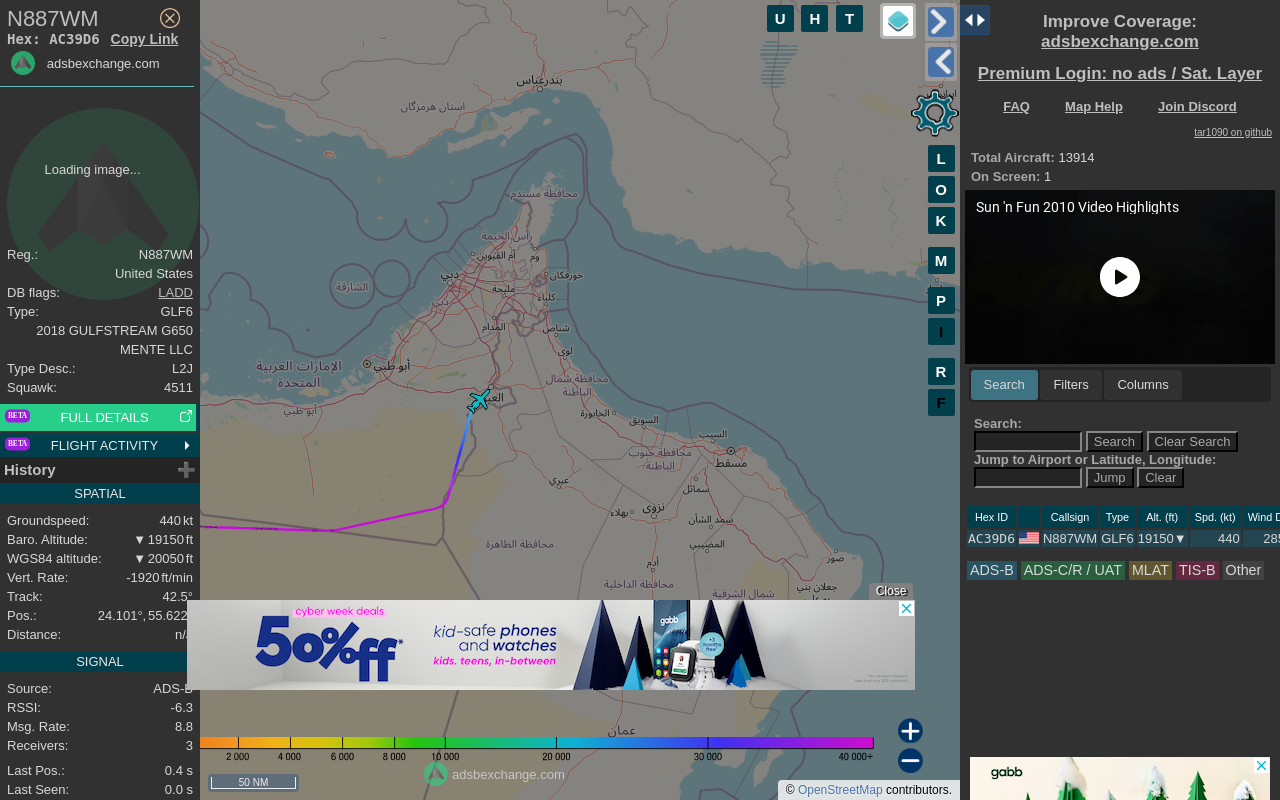 N887WM
Hex: AC39D6 Copy Link
adsbexchange.com
Loading image...
Reg.: N887WM
United States
DB flags: LADD
Type: GLF6
2018 GULFSTREAM G650
MENTE LLC
Type Desc.: L2J
Squawk: 4511
BETA FULL DETAILS
BETA FLIGHT ACTIVITY
History
SPATIAL
Groundspeed: 440 kt
Baro. Altitude: ▼ 19150 ft
WGS84 altitude: ▼ 20050 ft
Vert. Rate: -1920 ft/min
Track: 42.5°
Pos.: 24.101°, 55.622
Distance: n/a
SIGNAL
Source: ADS-B
RSSI: -6.3
Msg. Rate: 8.8
Receivers: 3
Last Pos.: 0.4 s
Last Seen: 0.0 s
U H T
L
O
K
M
P
I
R
F
بندرعباس
استان هرمزگان
محافظة مسندم
رأس الخيمة
أم القيوين
دبي
الشارقة
مليحة
خورفكان
كلباء
دبي
المدام
شناص
لوى
أبو ظبي
الإمارات العربية
المتحدة
أبو ظبي
محافظة شمال
الباطنة
الخابورة
السويق
السيب
مسقط
محافظة جنوب
الباطنة
سمائل
عبري
نزوى
بهلاء
سمد الشأن
المضيبي
محافظة الظاهرة
أدم
صور
محافظة الداخلية
شمال الشرقية
جعلان بني
عمان
Close
cyber week deals
50% off*
kid-safe phones
and watches
kids. teens, in-between
gabb
+3
months
free
2 000 4 000 6 000 8 000 10 000 20 000 30 000 40 000+
adsbexchange.com
50 NM
© OpenStreetMap contributors.
Improve Coverage:
adsbexchange.com
Premium Login: no ads / Sat. Layer
FAQ Map Help Join Discord
tar1090 on github
Total Aircraft: 13914
On Screen: 1
Sun 'n Fun 2010 Video Highlights
Search Filters Columns
Search:
Search Clear Search
Jump to Airport or Latitude, Longitude:
Jump Clear
Hex ID Callsign Type Alt. (ft) Spd. (kt) Wind D
AC39D6 N887WM GLF6 19150▼ 440 285
ADS-B ADS-C/R / UAT MLAT TIS-B Other
gabb